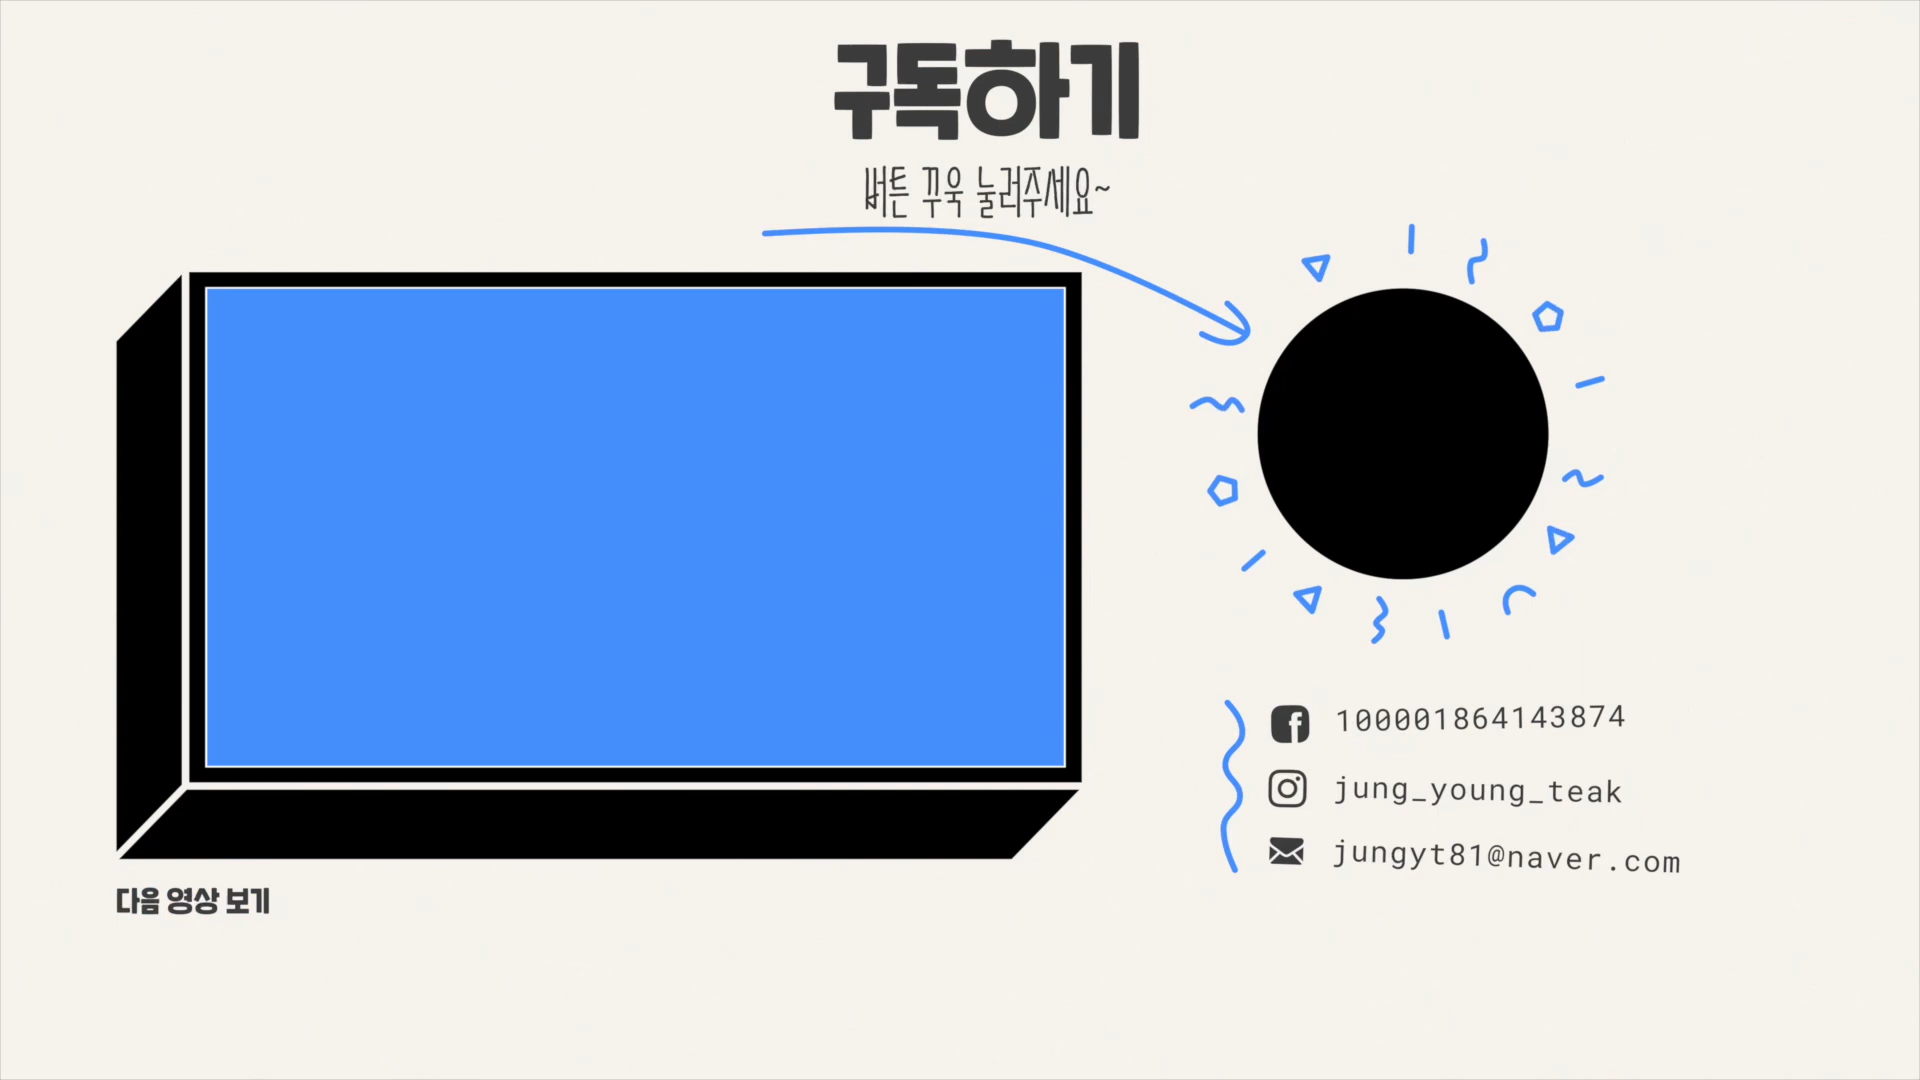 구독하기
버튼 꾸욱 눌러주세요~
100001864143874
jung_young_teak
jungyt81@naver.com
다음 영상 보기